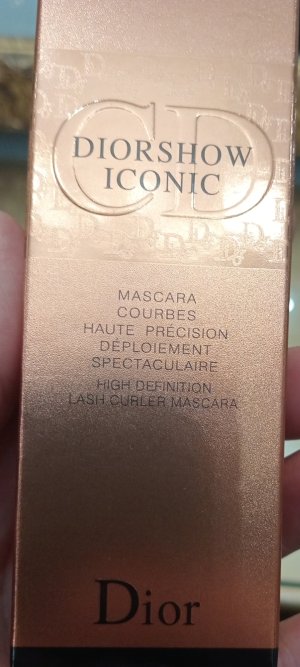 CD
DIORSHOW
ICONIC
MASCARA
COURBES
HAUTE PRÉCISION
DÉPLOIEMENT
SPECTACULAIRE
HIGH DEFINITION
LASH CURLER MASCARA
Dior